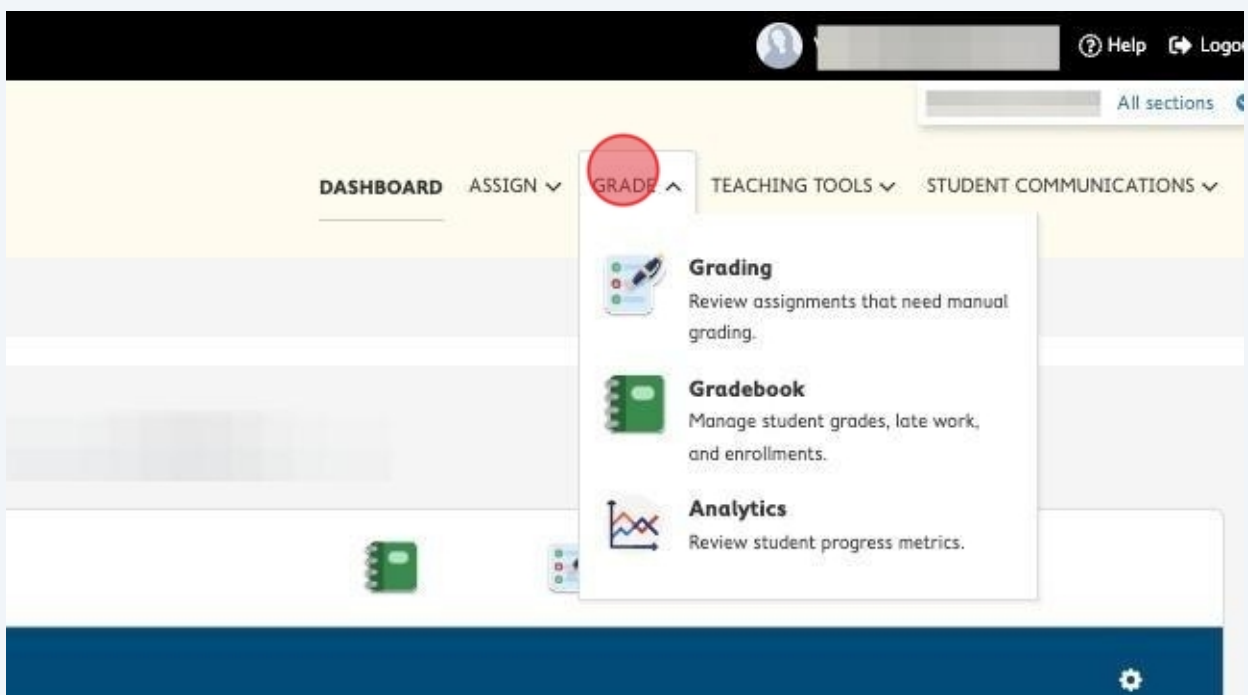 Help Logo
All sections
DASHBOARD ASSIGN GRADE TEACHING TOOLS STUDENT COMMUNICATIONS
Grading
Review assignments that need manual
grading.
Gradebook
Manage student grades, late work,
and enrollments.
Analytics
Review student progress metrics.